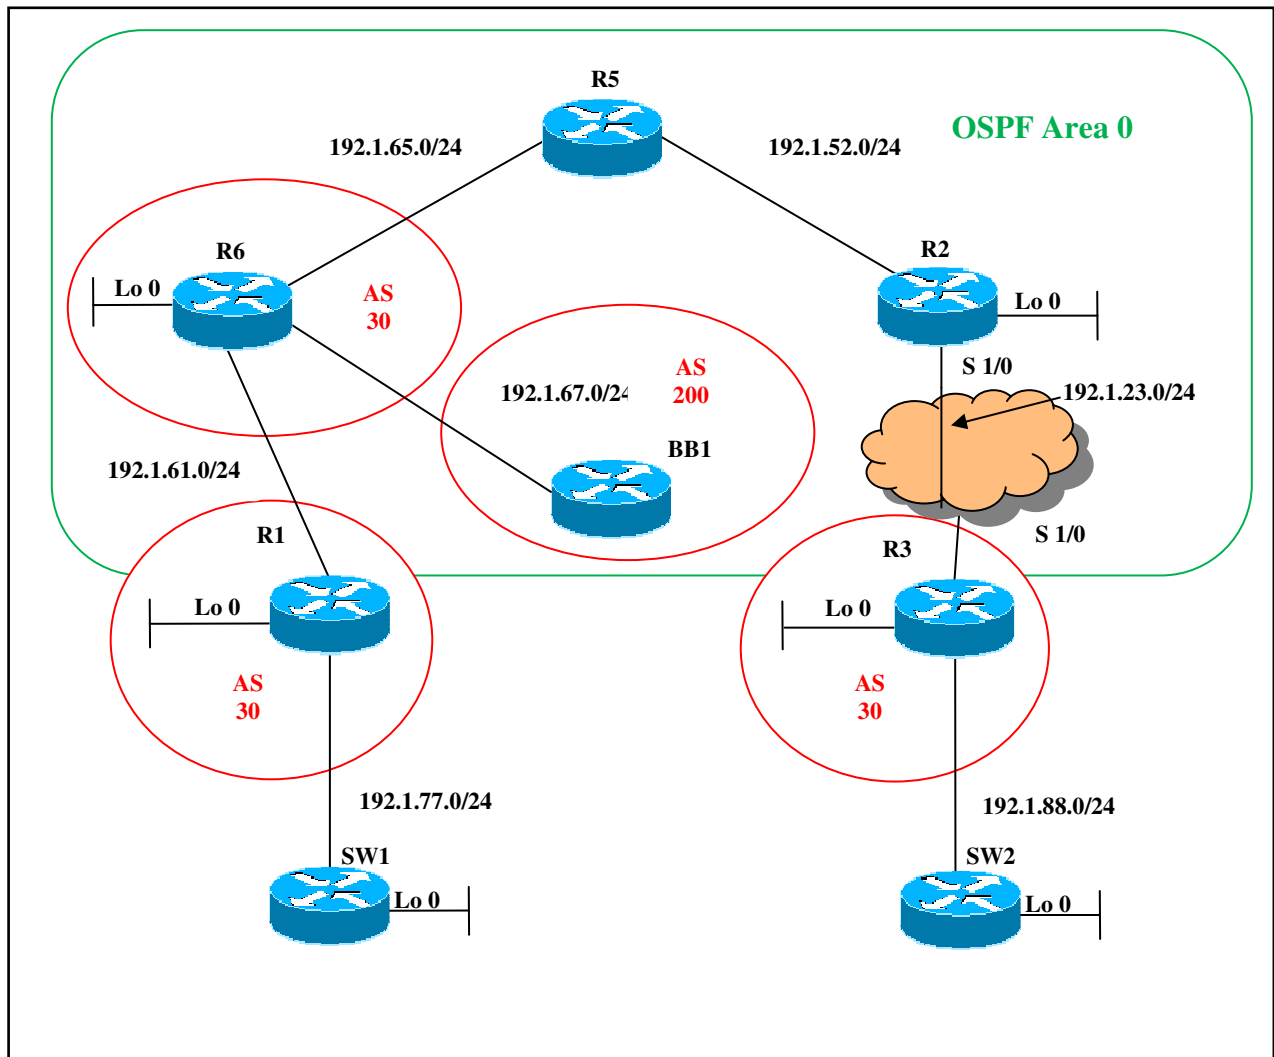 R5
OSPF Area 0
192.1.65.0/24
192.1.52.0/24
R6
R2
Lo 0
AS
30
Lo 0
S 1/0
AS
200
192.1.67.0/24
192.1.23.0/24
BB1
192.1.61.0/24
R1
R3
S 1/0
Lo 0
Lo 0
AS
30
AS
30
192.1.77.0/24
192.1.88.0/24
SW1
SW2
Lo 0
Lo 0